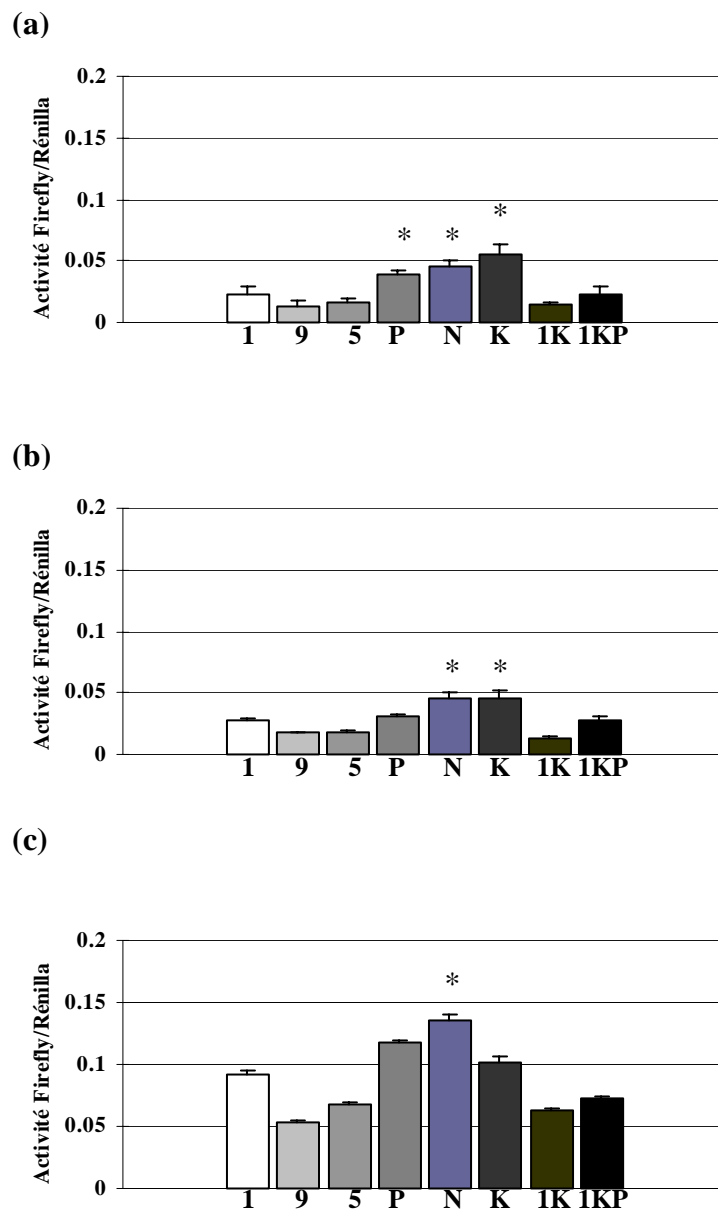 (a)
Activité Firefly/Rénilla
0.2
0.15
0.1
0.05
0
* * *
1 9 5 P N K 1K 1KP
(b)
Activité Firefly/Rénilla
0.2
0.15
0.1
0.05
0
* *
1 9 5 P N K 1K 1KP
(c)
Activité Firefly/Rénilla
0.2
0.15
0.1
0.05
0
*
1 9 5 P N K 1K 1KP